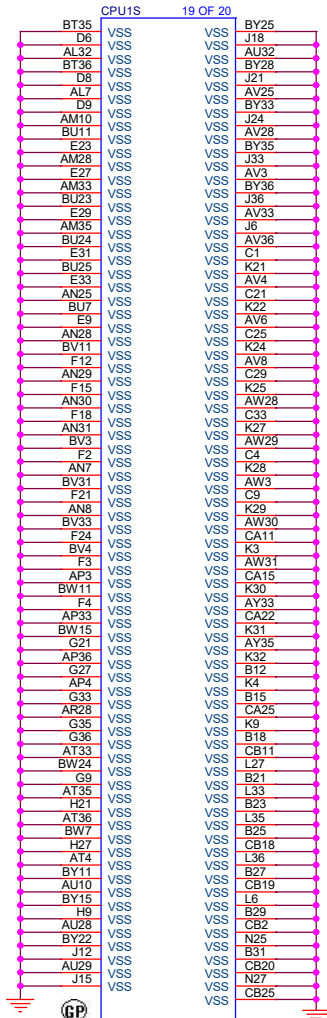 CPU1S 19 OF 20
BT35 VSS VSS BY25
D6 VSS VSS J18
AL32 VSS VSS AU32
BT36 VSS VSS BY28
D8 VSS VSS J21
AL7 VSS VSS AV25
D9 VSS VSS BY33
AM10 VSS VSS J24
BU11 VSS VSS AV28
E23 VSS VSS BY35
AM28 VSS VSS J33
E27 VSS VSS AV3
AM33 VSS VSS BY36
BU23 VSS VSS J36
E29 VSS VSS AV33
AM35 VSS VSS J6
BU24 VSS VSS AV36
E31 VSS VSS C1
BU25 VSS VSS K21
E33 VSS VSS AV4
AN25 VSS VSS C21
BU7 VSS VSS K22
E9 VSS VSS AV6
AN28 VSS VSS C25
BV11 VSS VSS K24
F12 VSS VSS AV8
AN29 VSS VSS C29
F15 VSS VSS K25
AN30 VSS VSS AW28
F18 VSS VSS C33
AN31 VSS VSS K27
BV3 VSS VSS AW29
F2 VSS VSS C4
AN7 VSS VSS K28
BV31 VSS VSS AW3
F21 VSS VSS C9
AN8 VSS VSS K29
BV33 VSS VSS AW30
F24 VSS VSS CA11
BV4 VSS VSS K3
F3 VSS VSS AW31
AP3 VSS VSS CA15
BW11 VSS VSS K30
F4 VSS VSS AY33
AP33 VSS VSS CA22
BW15 VSS VSS K31
G21 VSS VSS AY35
AP36 VSS VSS K32
G27 VSS VSS B12
AP4 VSS VSS K4
G33 VSS VSS B15
AR28 VSS VSS CA25
G35 VSS VSS K9
G36 VSS VSS B18
AT33 VSS VSS CB11
BW24 VSS VSS L27
G9 VSS VSS B21
AT35 VSS VSS L33
H21 VSS VSS B23
AT36 VSS VSS L35
BW7 VSS VSS B25
H27 VSS VSS CB18
AT4 VSS VSS L36
BY11 VSS VSS B27
AU10 VSS VSS CB19
BY15 VSS VSS L6
H9 VSS VSS B29
AU28 VSS VSS CB2
BY22 VSS VSS N25
J12 VSS VSS B31
AU29 VSS VSS CB20
J15 VSS VSS N27
VSS CB25
GP